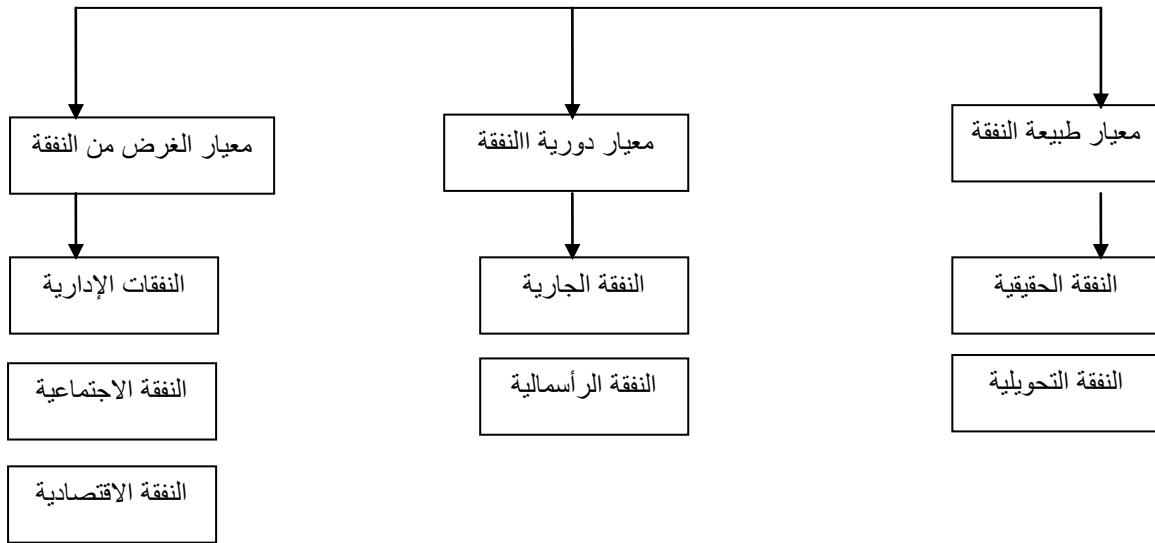 معيار طبيعة النفقة
معيار دورية االنفقة
معيار الغرض من النفقة
النفقة الحقيقية
النفقة الجارية
النفقات الإدارية
النفقة التحويلية
النفقة الرأسمالية
النفقة الاجتماعية
النفقة الاقتصادية